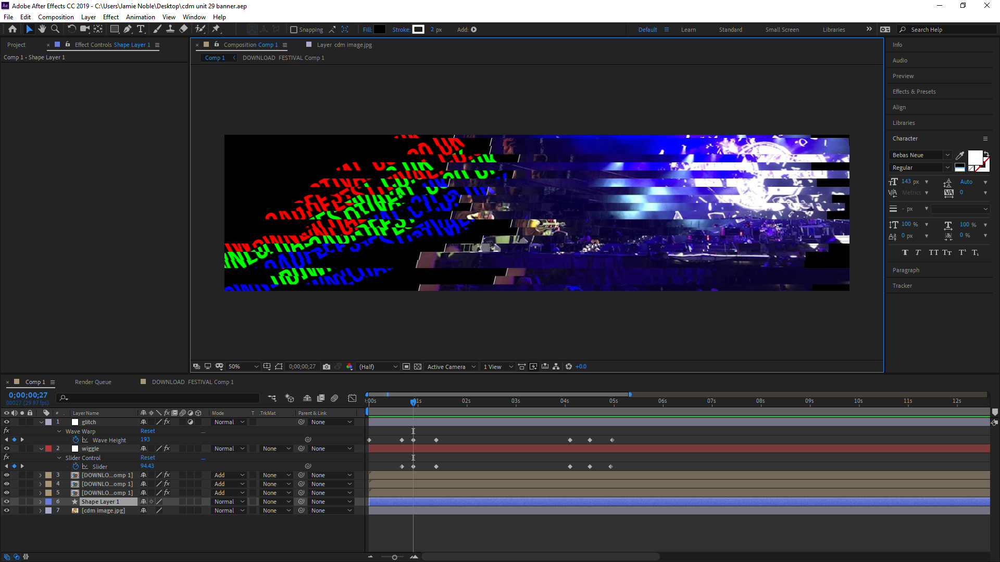 Adobe After Effects CC 2019 - C:\Users\Jamie Noble\Desktop\cdm unit 29 banner.aep
File Edit Composition Layer Effect Animation View Window Help
Snapping Fill: Stroke: 2 px Add: Default Learn Standard Small Screen Libraries Search Help
Project Effect Controls Shape Layer 1 Composition Comp 1 Layer cdm image.jpg
Comp 1 • Shape Layer 1
Comp 1 DOWNLOAD FESTIVAL Comp 1
Info
Audio
Preview
Effects & Presets
Align
Libraries
Character
Bebas Neue
Regular
143 px Auto
Metrics 0
- px
100 % 100 %
0 px 0 %
Paragraph
Tracker
50% 0;00;00;27 (Half) Active Camera 1 View +0.0
Comp 1 Render Queue DOWNLOAD FESTIVAL Comp 1
0;00;00;27
00027 (29.97 fps)
):00s 01s 02s 03s 04s 05s 06s 07s 08s 09s 10s 11s 12s
# Layer Name Mode T .TrkMat Parent & Link
1 glitch Normal None
Wave Warp Reset
Wave Height 193
2 wiggle Normal None None
Slider Control Reset
Slider 94.43
3 [DOWNLO...omp 1] Add None None
4 [DOWNLO...omp 1] Add None None
5 [DOWNLO...omp 1] Add None None
6 Shape Layer 1 Normal None None
7 [cdm image.jpg] Normal None None